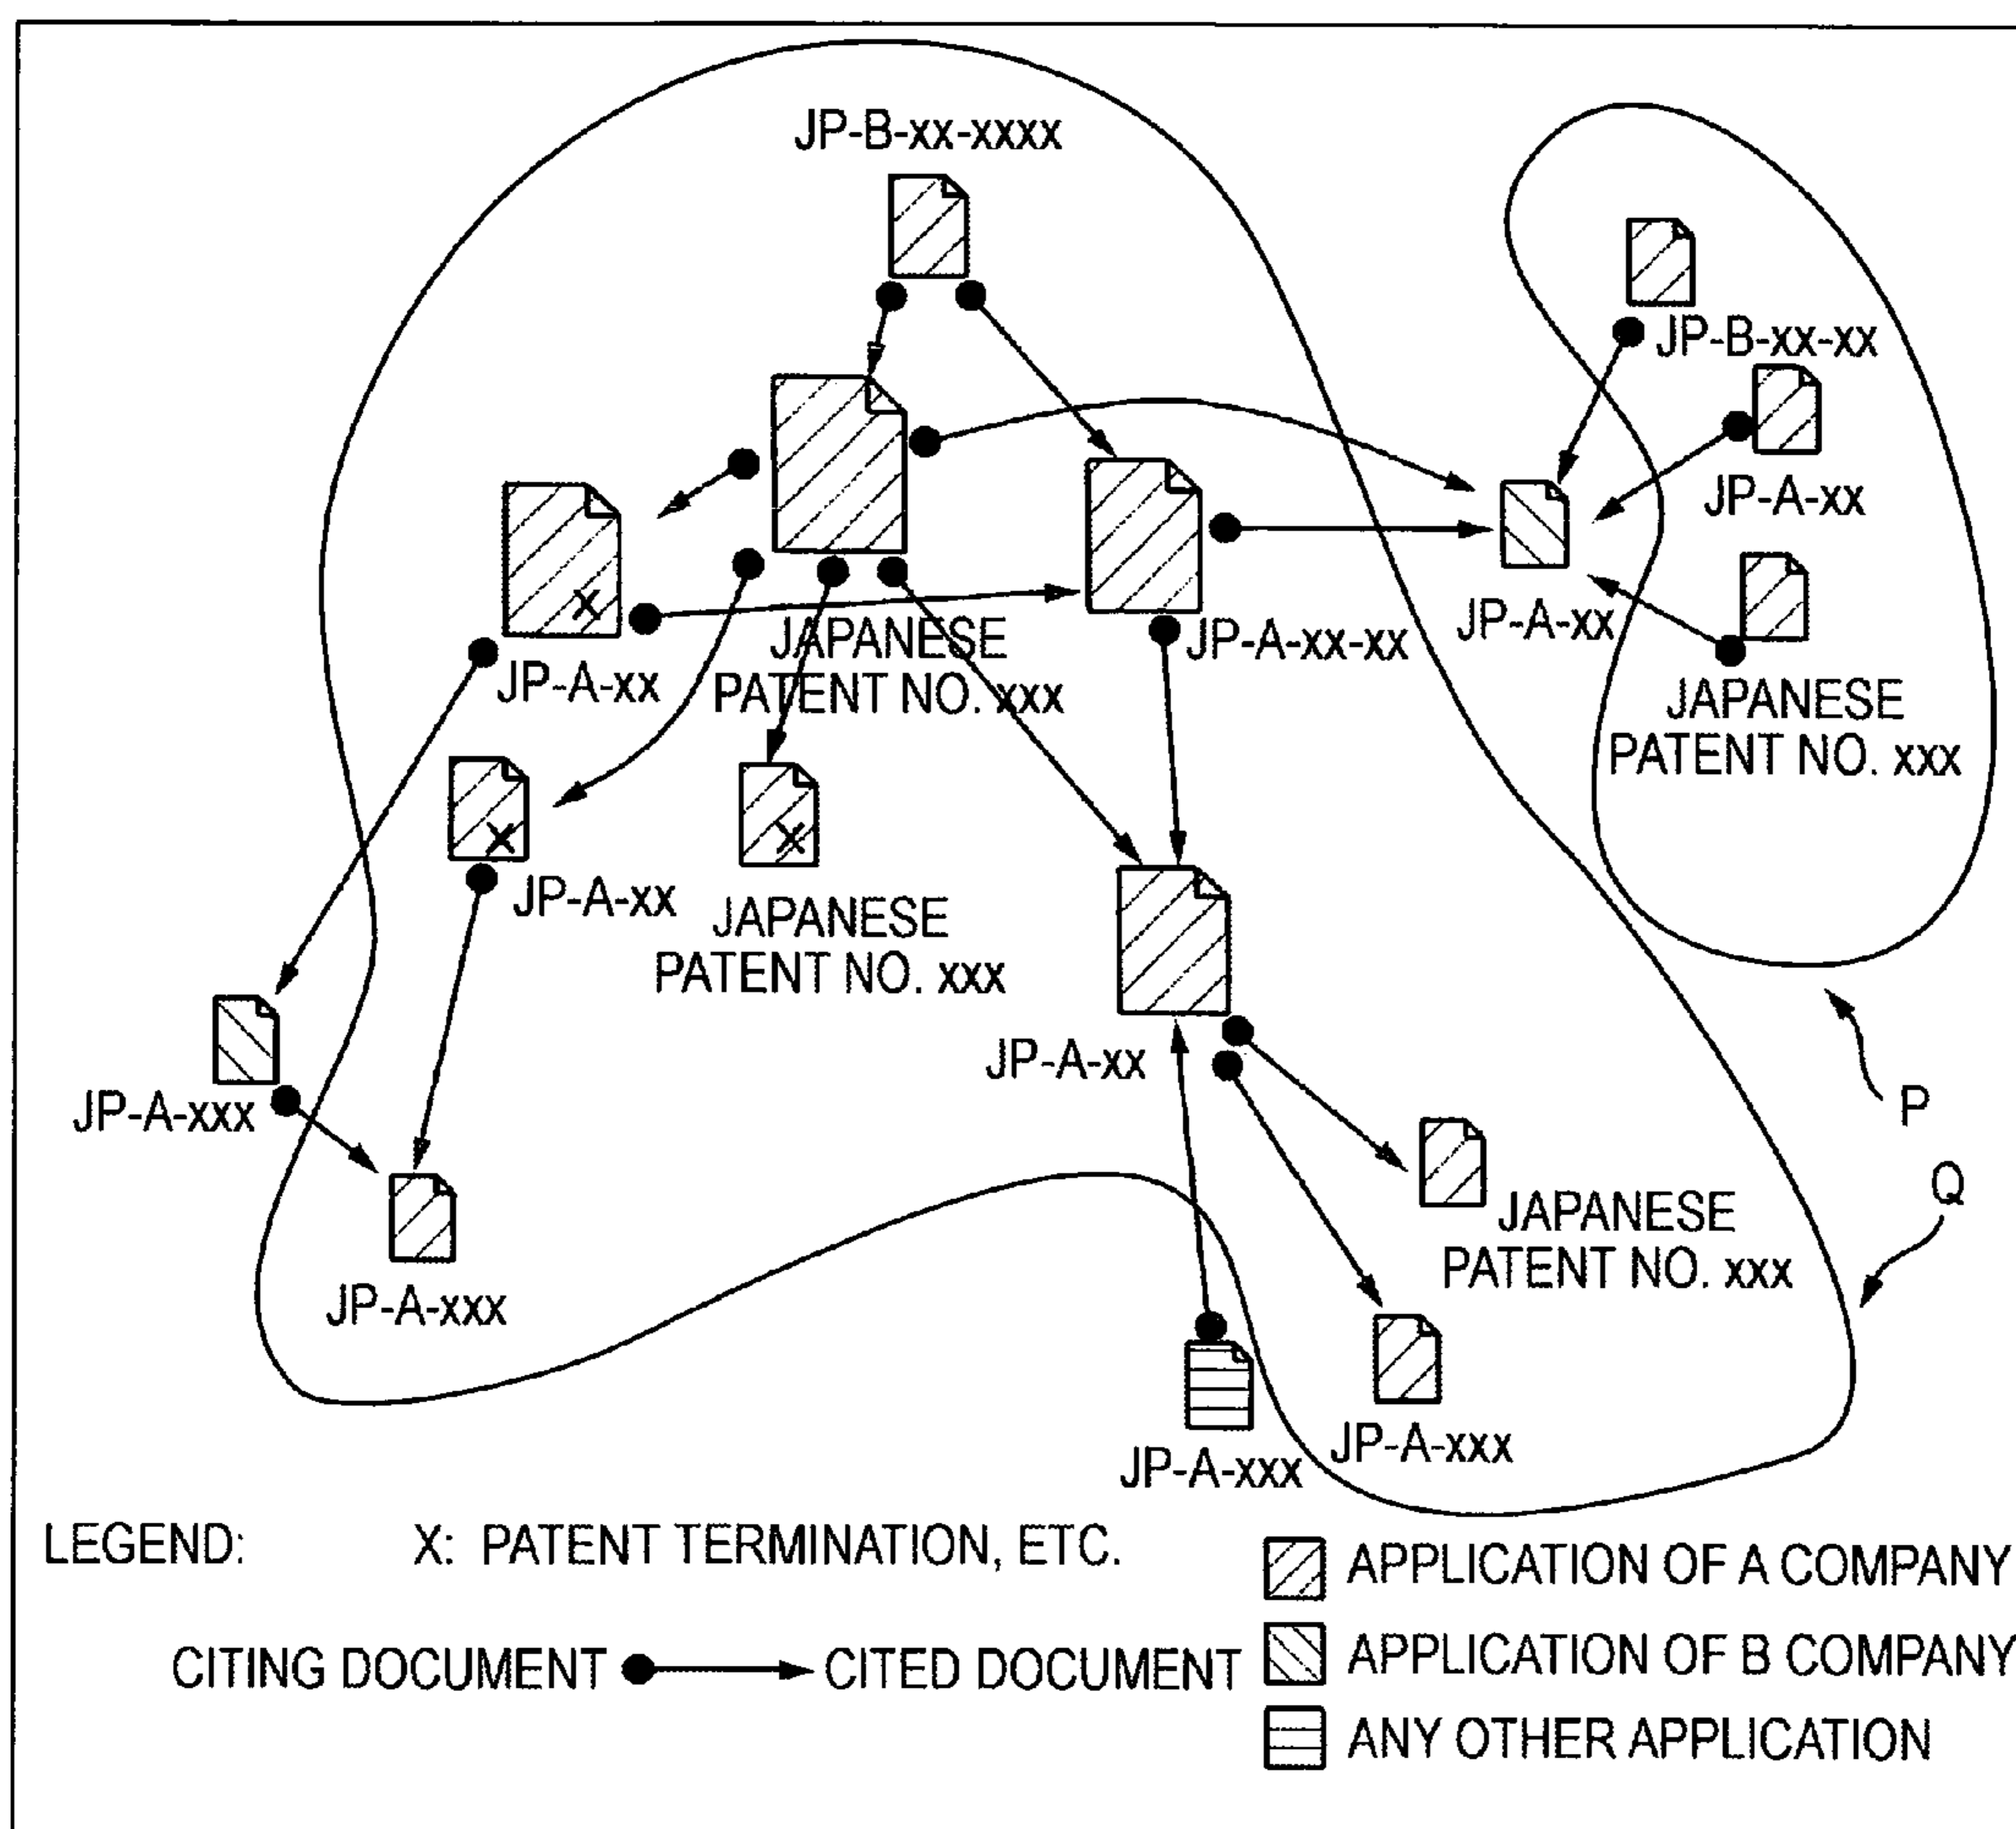 JP-B-xx-xxxx
JP-B-xx-xx
JP-A-xx
JP-A-xx
JAPANESE
PATENT NO. xxx
JP-A-xx-xx
JP-A-xx
JAPANESE
PATENT NO. xxx
X
X
X
JP-A-xx
JAPANESE
PATENT NO. xxx
JP-A-xx
P
JP-A-xxx
Q
JAPANESE
PATENT NO. xxx
JP-A-xxx
JP-A-xxx
JP-A-xxx
LEGEND:
X: PATENT TERMINATION, ETC.
APPLICATION OF A COMPANY
CITING DOCUMENT
CITED DOCUMENT
APPLICATION OF B COMPANY
ANY OTHER APPLICATION